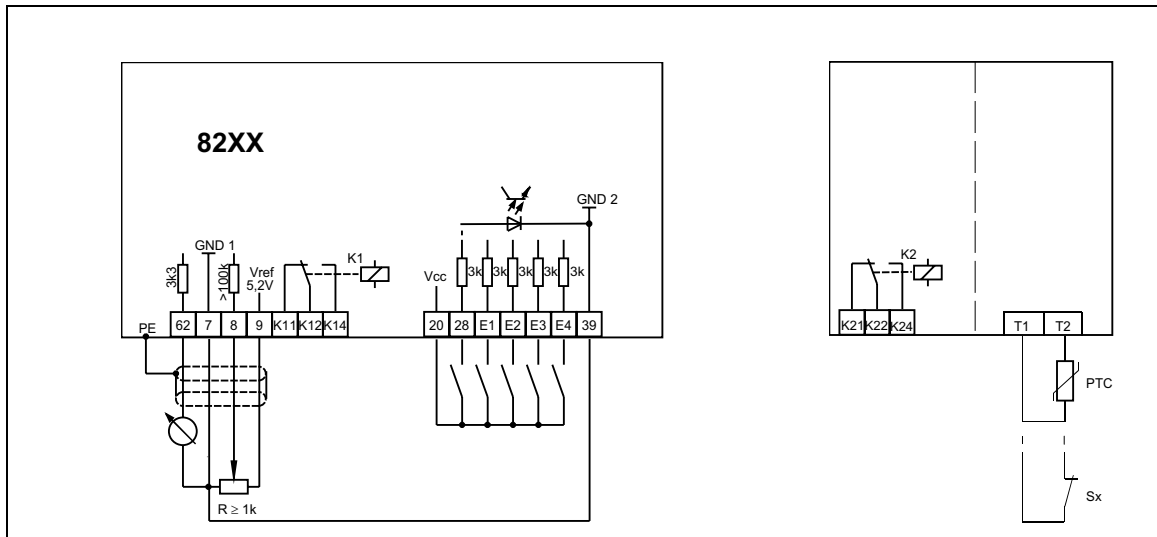 82XX
GND 2
GND 1
K1
3k3
>100k
Vref
5,2V
Vcc
3k 3k 3k 3k 3k
PE
62 7 8 9 K11 K12 K14
20 28 E1 E2 E3 E4 39
R ≥ 1k
K2
K21 K22 K24
T1 T2
PTC
Sx